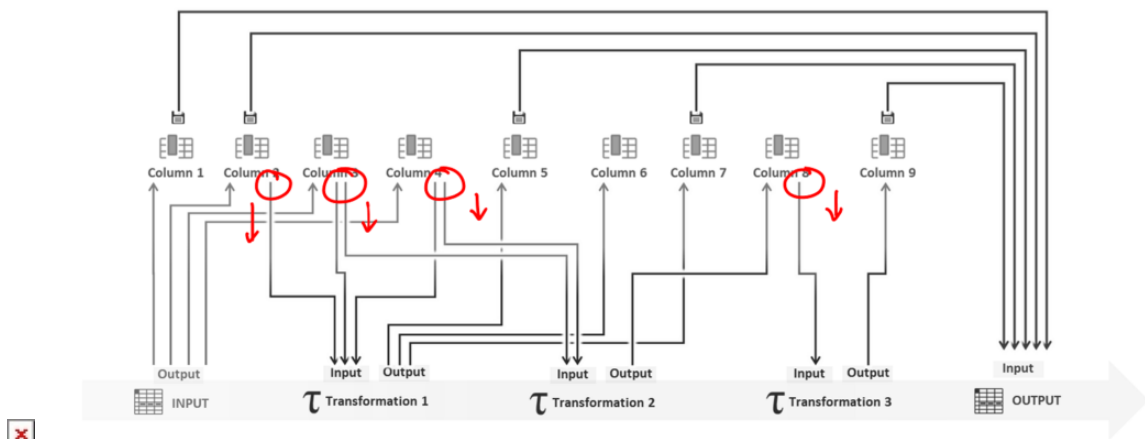 Column 1 Column 2 Column 3 Column 4 Column 5 Column 6 Column 7 Column 8 Column 9
Output Input Output Input Output Input Output Input
INPUT τ Transformation 1 τ Transformation 2 τ Transformation 3 OUTPUT